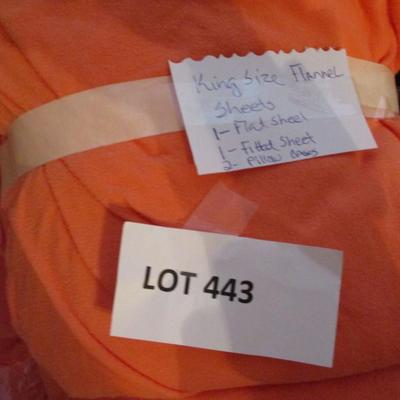 King Size Flannel
Sheets
1- Flat Sheet
1- Fitted Sheet
2- Pillow Cases
LOT 443